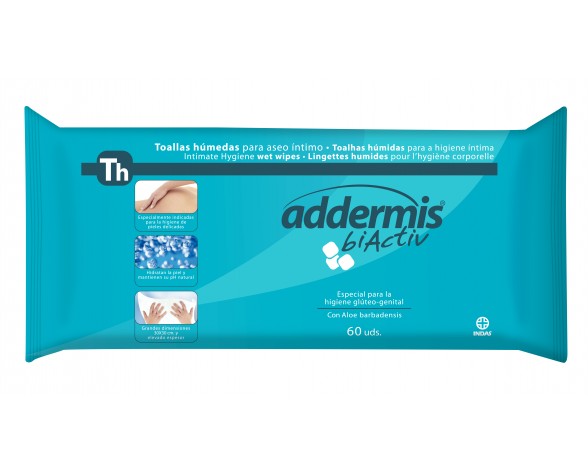 Toallas húmedas para aseo íntimo • Toalhas húmidas para a higiene íntima
Intimate Hygiene wet wipes • Lingettes humides pour l'hygiène corporelle
Th
addermis®
biActiv
Especialmente indicadas
para la higiene de
pieles delicadas
Hidratan la piel y
mantienen su pH natural
Grandes dimensiones
30X30 cm y
elevado espesor
Especial para la
higiene glúteo-genital
Con Aloe barbadensis
60 uds.
INDAS